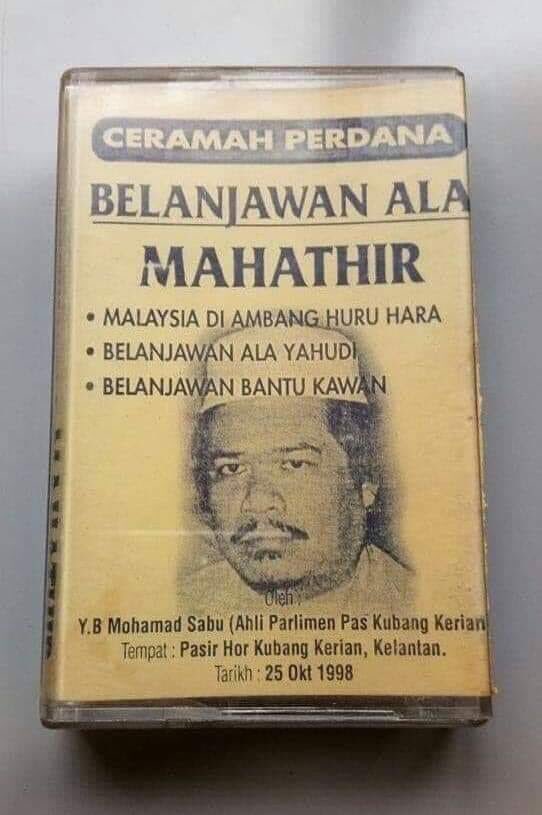 CERAMAH PERDANA
BELANJAWAN ALA
MAHATHIR
• MALAYSIA DI AMBANG HURU HARA
• BELANJAWAN ALA YAHUDI
• BELANJAWAN BANTU KAWAN
Oleh :
Y.B Mohamad Sabu (Ahli Parlimen Pas Kubang Kerian
Tempat : Pasir Hor Kubang Kerian, Kelantan.
Tarikh : 25 Okt 1998